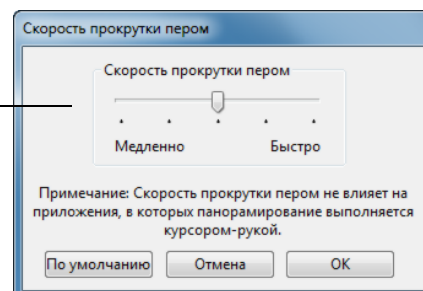 Скорость прокрутки пером
Скорость прокрутки пером
Медленно Быстро
Примечание: Скорость прокрутки пером не влияет на
приложения, в которых панорамирование выполняется
курсором-рукой.
По умолчанию Отмена OK